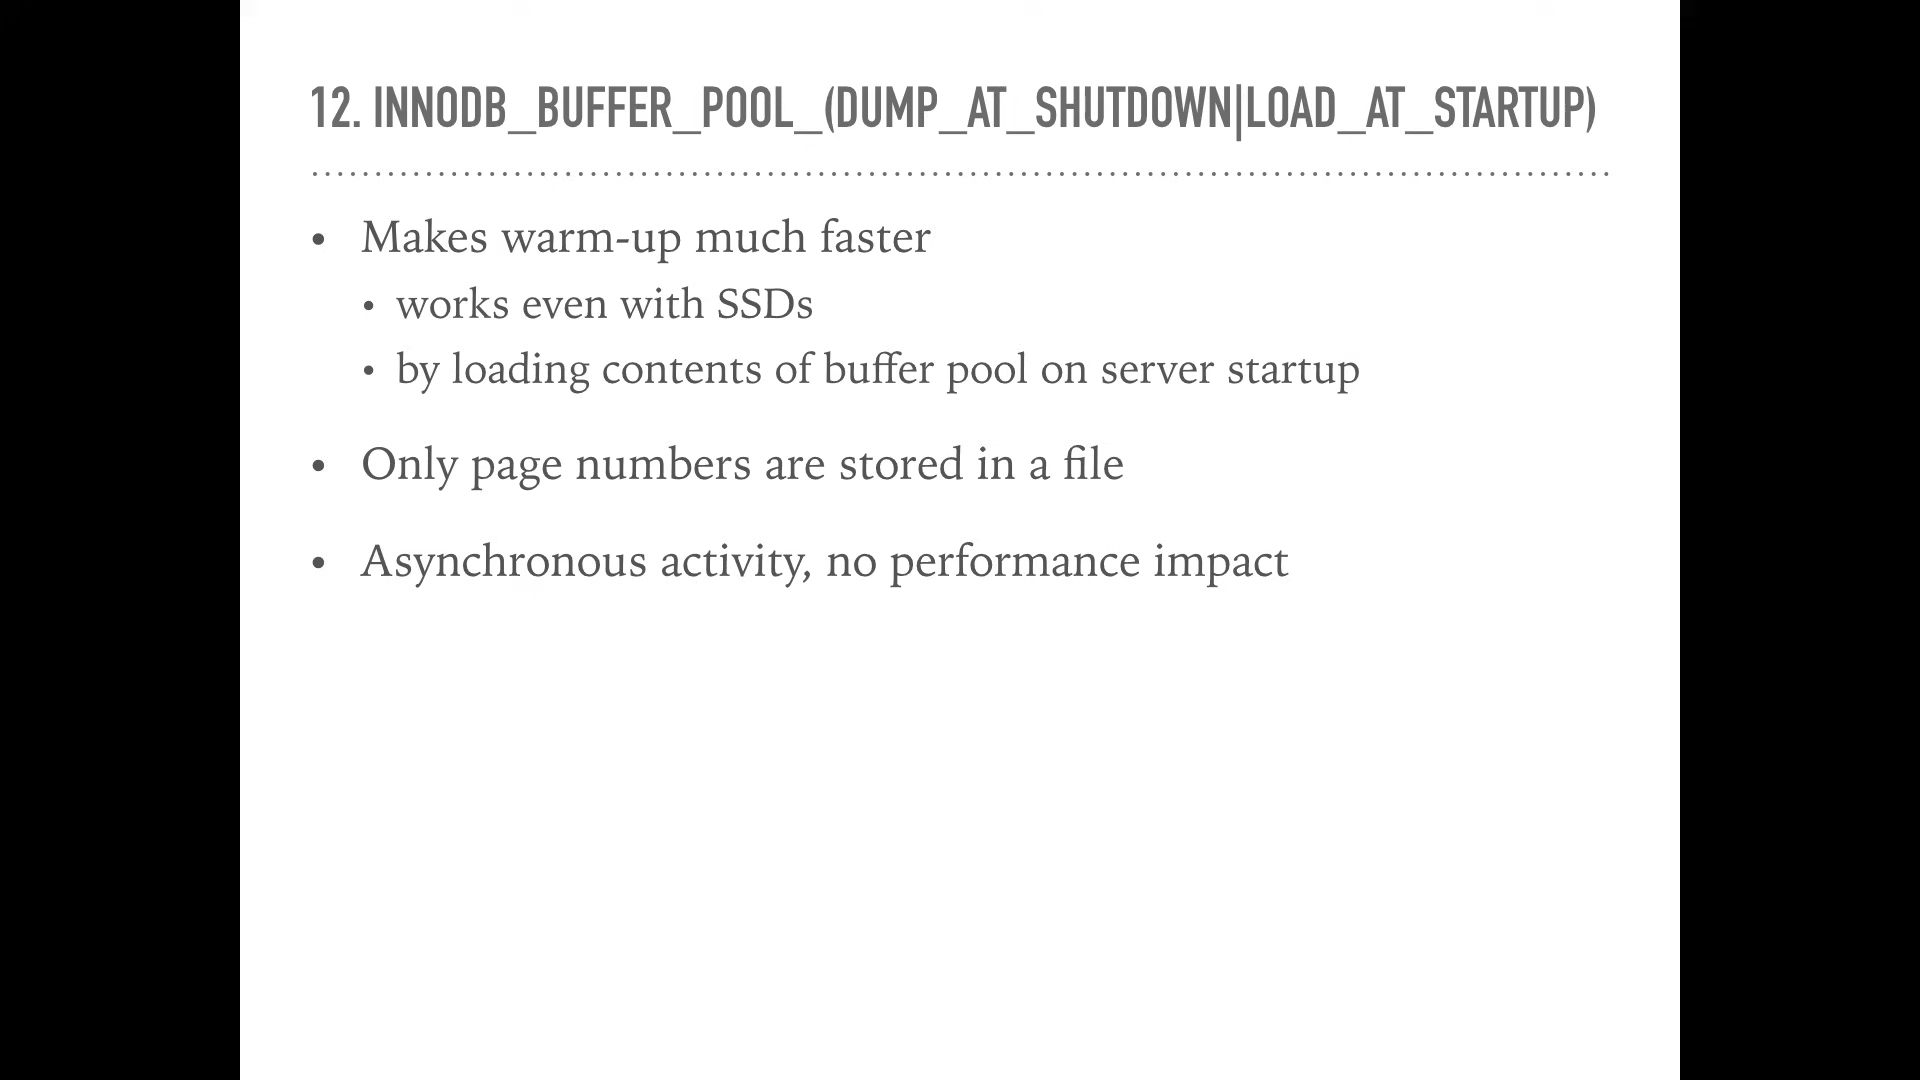 12. INNODB_BUFFER_POOL_(DUMP_AT_SHUTDOWN|LOAD_AT_STARTUP)
• Makes warm-up much faster
• works even with SSDs
• by loading contents of buffer pool on server startup
• Only page numbers are stored in a file
• Asynchronous activity, no performance impact